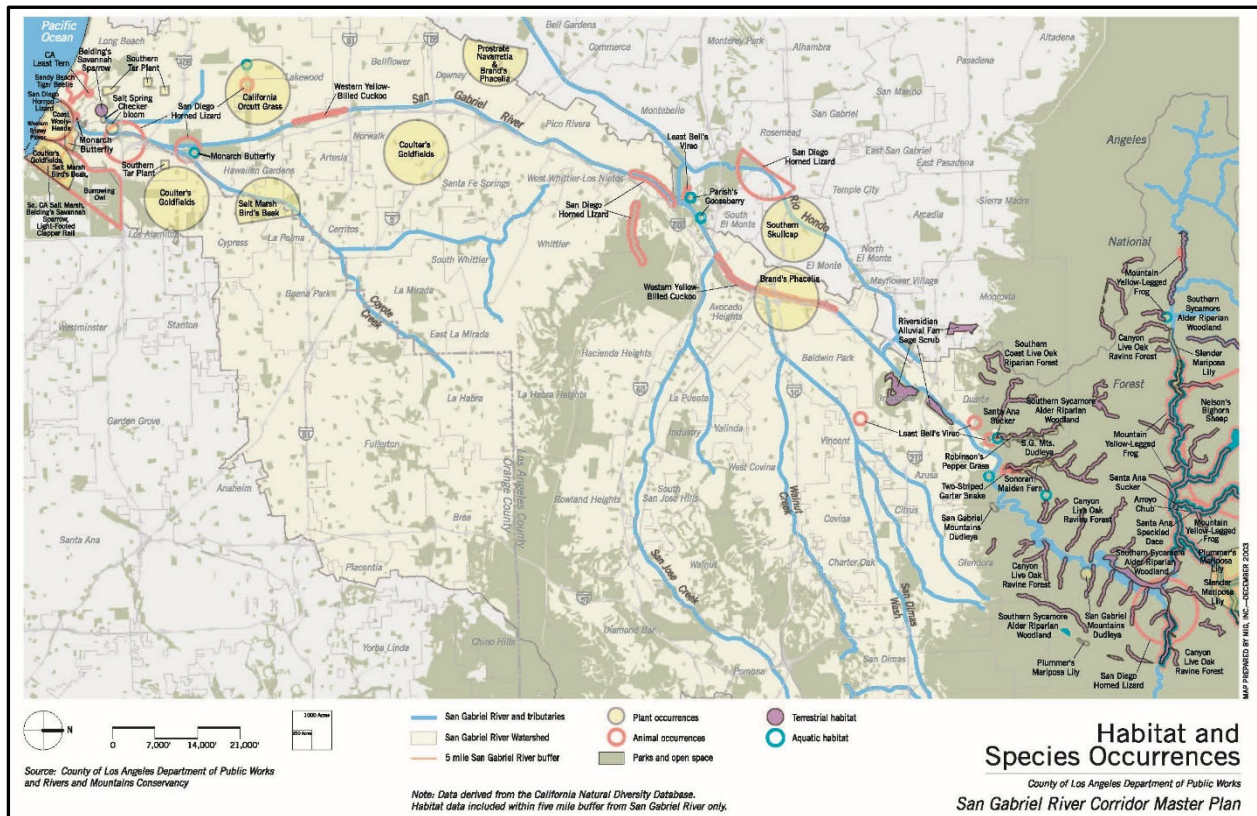 Pacific
Ocean
CA
Least Tern
Belding's
Savannah
Sparrow
Long Beach
Southern
Tar Plant
Sandy Beach
Tiger Beetle
San Diego
Horned
Lizard
Salt Spring
Checker-
bloom
Coast
Wooly-
Heads
Western
Snowy
Plover
Monarch
Butterfly
Coulter's
Goldfields,
Salt Marsh
Bird's Beak,
Burrowing
Owl
So. CA Salt Marsh,
Belding's Savannah
Sparrow,
Light-Footed
Clapper Rail
Los Alamitos
San Diego
Horned Lizard
California
Orcutt Grass
Lakewood
Bellflower
Downey
Western Yellow-
Billed Cuckoo
Prostrate
Navarretia
&
Brand's
Phacelia
Bell Gardens
Commerce
Monterey Park
Alhambra
Pasadena
Altadena
San Marino
Montebello
San Gabriel
Rosemead
East San Gabriel
East Pasadena
Temple City
Arcadia
Sierra Madre
San
Gabriel
River
Pico Rivera
Norwalk
Artesia
Hawaiian Gardens
Monarch Butterfly
Southern
Tar Plant
Coulter's
Goldfields
Salt Marsh
Bird's Beak
Coulter's
Goldfields
Santa Fe Springs
West Whittier-Los Nietos
Cypress
La Palma
Cerritos
South Whittier
Whittier
Buena Park
La Mirada
East La Mirada
Coyote
Creek
Westminster
Stanton
Garden Grove
Anaheim
Santa Ana
Fullerton
La Habra
La Habra Heights
Brea
Placentia
Yorba Linda
Chino Hills
Los Angeles County
Orange County
Least Bell's
Vireo
Parish's
Gooseberry
San Diego
Horned Lizard
San Diego
Horned Lizard
South
El Monte
Southern
Skullcap
Rio
Hondo
North
El Monte
El Monte
Mayflower Village
Monrovia
Western Yellow-
Billed Cuckoo
Brand's Phacelia
Avocado
Heights
Hacienda Heights
La Puente
Industry
Valinda
Baldwin Park
West Covina
Vincent
Rowland Heights
South
San Jose Hills
Walnut
Walnut
Creek
San Jose
Creek
Diamond Bar
Pomona
Covina
Citrus
Azusa
Charter Oak
San Dimas
Wash
San Dimas
Glendora
Riversidian
Alluvial Fan
Sage Scrub
Duarte
Least Bell's Vireo
Santa Ana
Sucker
Southern
Coast Live Oak
Riparian Forest
Southern Sycamore
Alder Riparian
Woodland
S.G. Mts.
Dudleya
Robinson's
Pepper Grass
Two-Striped
Garter Snake
Sonoran
Maiden Fern
San Gabriel
Mountains
Dudleya
Canyon
Live Oak
Ravine Forest
Canyon
Live Oak
Ravine Forest
Southern Sycamore
Alder Riparian
Woodland
Southern Sycamore
Alder Riparian
Woodland
San Gabriel
Mountains
Dudleya
Plummer's
Mariposa Lily
San Diego
Horned Lizard
Canyon
Live Oak
Ravine Forest
Angeles
National
Forest
Mountain
Yellow-Legged
Frog
Southern
Sycamore
Alder Riparian
Woodland
Canyon
Live Oak
Ravine Forest
Slender
Mariposa
Lily
Nelson's
Bighorn
Sheep
Mountain
Yellow-Legged
Frog
Santa Ana
Sucker
Arroyo
Chub
Santa Ana
Speckled
Dace
Mountain
Yellow-Legged
Frog
Plummer's
Mariposa
Lily
Slender
Mariposa
Lily
MAP PREPARED BY MIG, INC.—DECEMBER 2003
N
0 7,000' 14,000' 21,000'
1000 Acres
250 Acres
Source: County of Los Angeles Department of Public Works
and Rivers and Mountains Conservancy
San Gabriel River and tributaries
San Gabriel River Watershed
5 mile San Gabriel River buffer
Plant occurrences
Animal occurrences
Parks and open space
Terrestrial habitat
Aquatic habitat
Note: Data derived from the California Natural Diversity Database.
Habitat data included within five mile buffer from San Gabriel River only.
Habitat and
Species Occurrences
County of Los Angeles Department of Public Works
San Gabriel River Corridor Master Plan